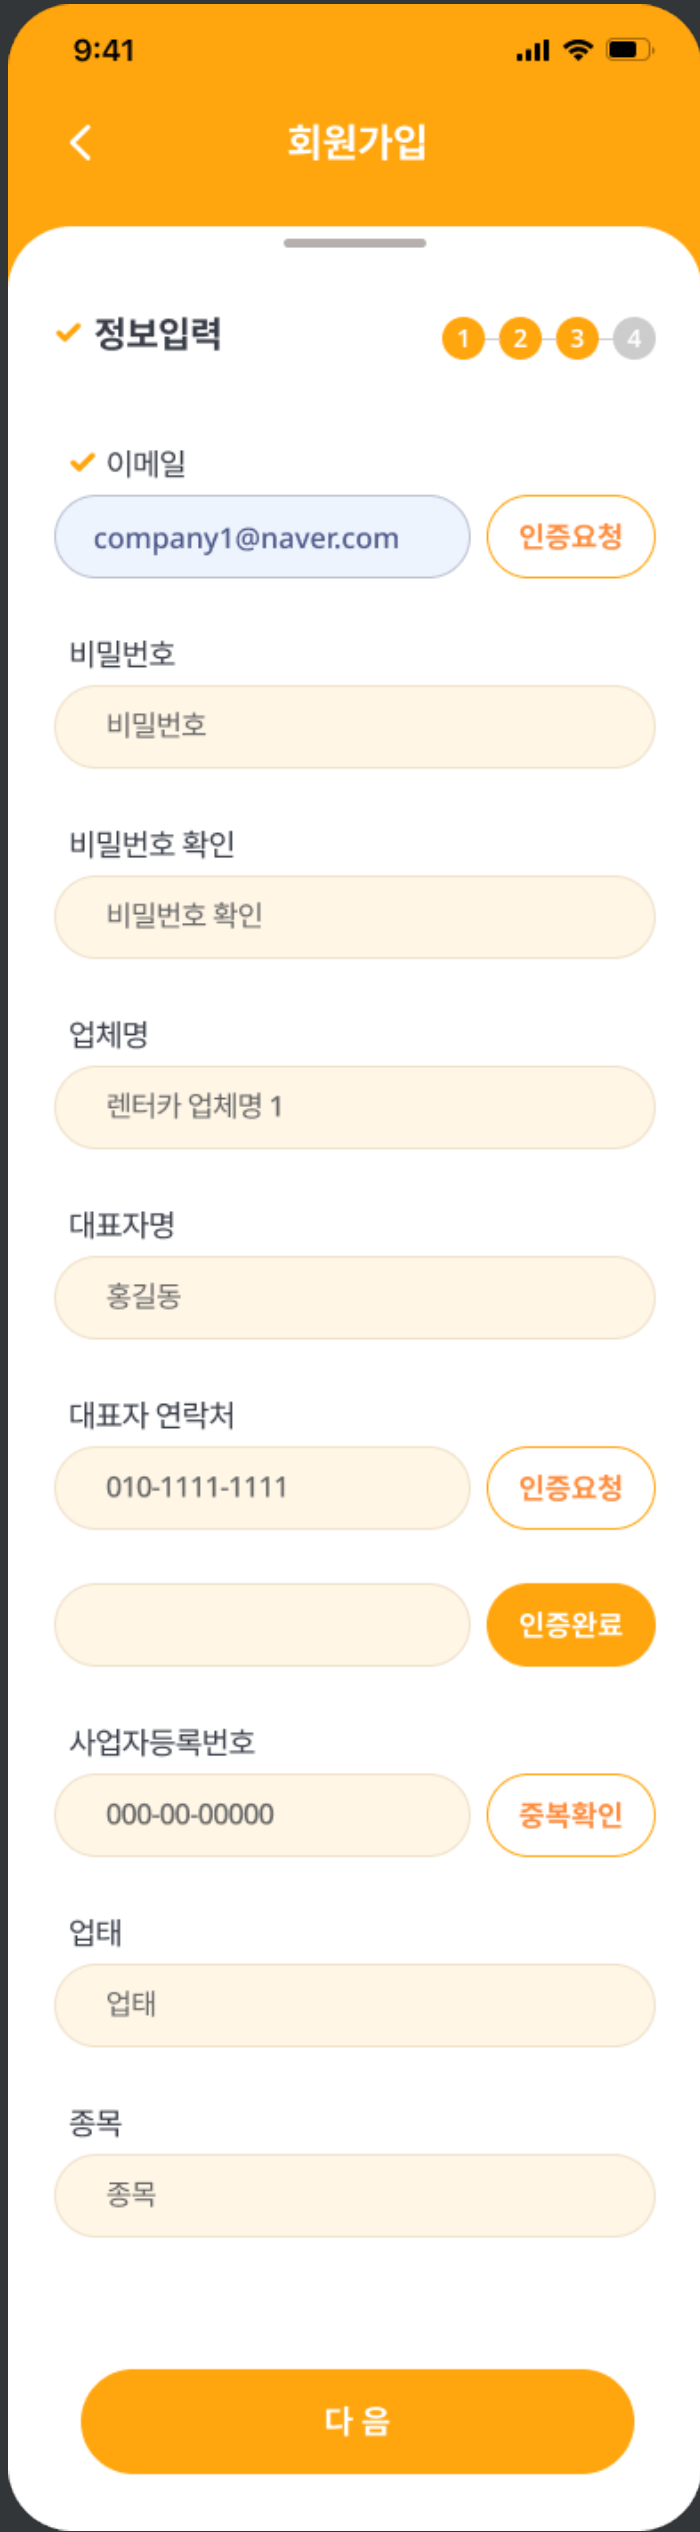 9:41
회원가입
정보입력 1 2 3 4
이메일
company1@naver.com 인증요청
비밀번호
비밀번호
비밀번호 확인
비밀번호 확인
업체명
렌터카 업체명 1
대표자명
홍길동
대표자 연락처
010-1111-1111 인증요청
인증완료
사업자등록번호
000-00-00000 중복확인
업태
업태
종목
종목
다 음